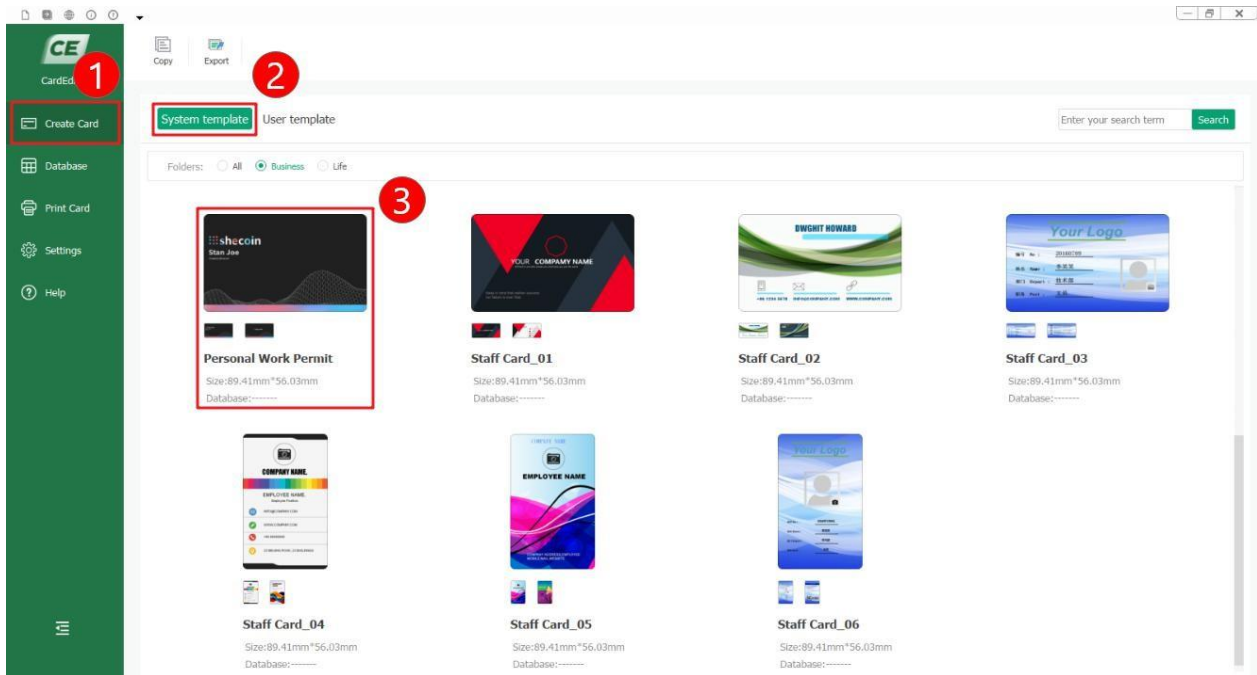 CE
CardEd
1
Create Card
Database
Print Card
Settings
Help
Copy
Export
2
System template
User template
Enter your search term
Search
Folders:
All
Business
Life
3
shecoin
Stan Joe
Personal Work Permit
Size:89.41mm*56.03mm
Database:-------
YOUR COMPANY NAME
Staff Card_01
Size:89.41mm*56.03mm
Database:-------
DWGHIT HOWARD
Staff Card_02
Size:89.41mm*56.03mm
Database:-------
Your Logo
Staff Card_03
Size:89.41mm*56.03mm
Database:-------
COMPANY NAME.
EMPLOYEE NAME.
Staff Card_04
Size:89.41mm*56.03mm
Database:-------
EMPLOYEE NAME
Staff Card_05
Size:89.41mm*56.03mm
Database:-------
Your Logo
Staff Card_06
Size:89.41mm*56.03mm
Database:-------